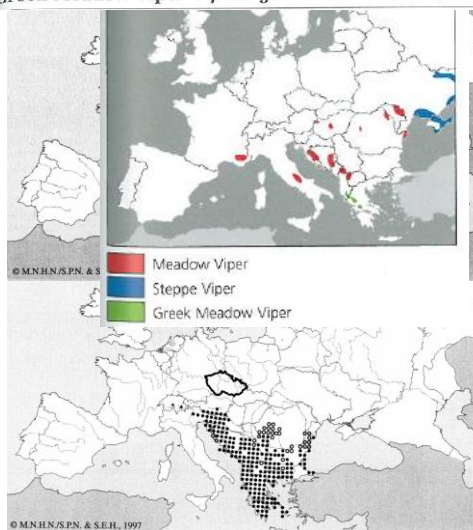 © M.N.H.N./S.P.N. & S
Meadow Viper
Steppe Viper
Greek Meadow Viper
© M.N.H.N./S.P.N. & S.E.H., 1997